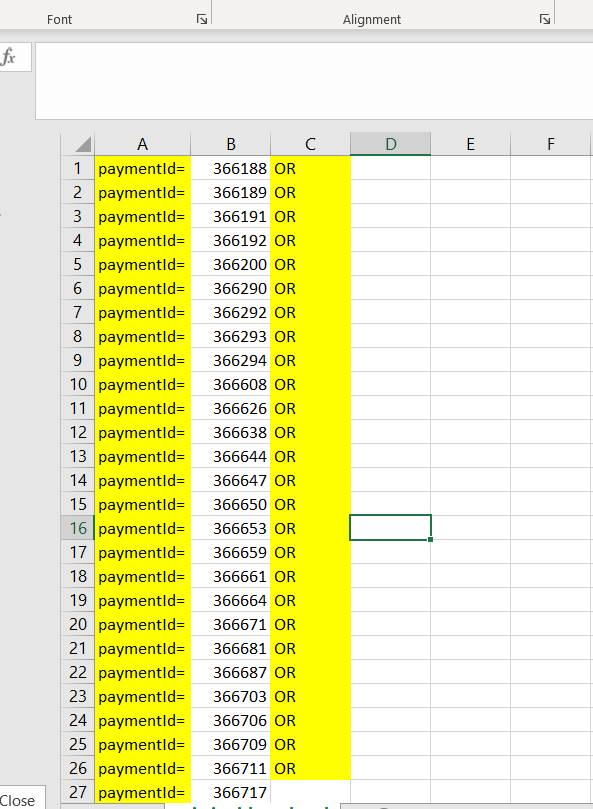 Font Alignment
fx
A B C D E F
1 paymentId= 366188 OR
2 paymentId= 366189 OR
3 paymentId= 366191 OR
4 paymentId= 366192 OR
5 paymentId= 366200 OR
6 paymentId= 366290 OR
7 paymentId= 366292 OR
8 paymentId= 366293 OR
9 paymentId= 366294 OR
10 paymentId= 366608 OR
11 paymentId= 366626 OR
12 paymentId= 366638 OR
13 paymentId= 366644 OR
14 paymentId= 366647 OR
15 paymentId= 366650 OR
16 paymentId= 366653 OR
17 paymentId= 366659 OR
18 paymentId= 366661 OR
19 paymentId= 366664 OR
20 paymentId= 366671 OR
21 paymentId= 366681 OR
22 paymentId= 366687 OR
23 paymentId= 366703 OR
24 paymentId= 366706 OR
25 paymentId= 366709 OR
26 paymentId= 366711 OR
27 paymentId= 366717
Close